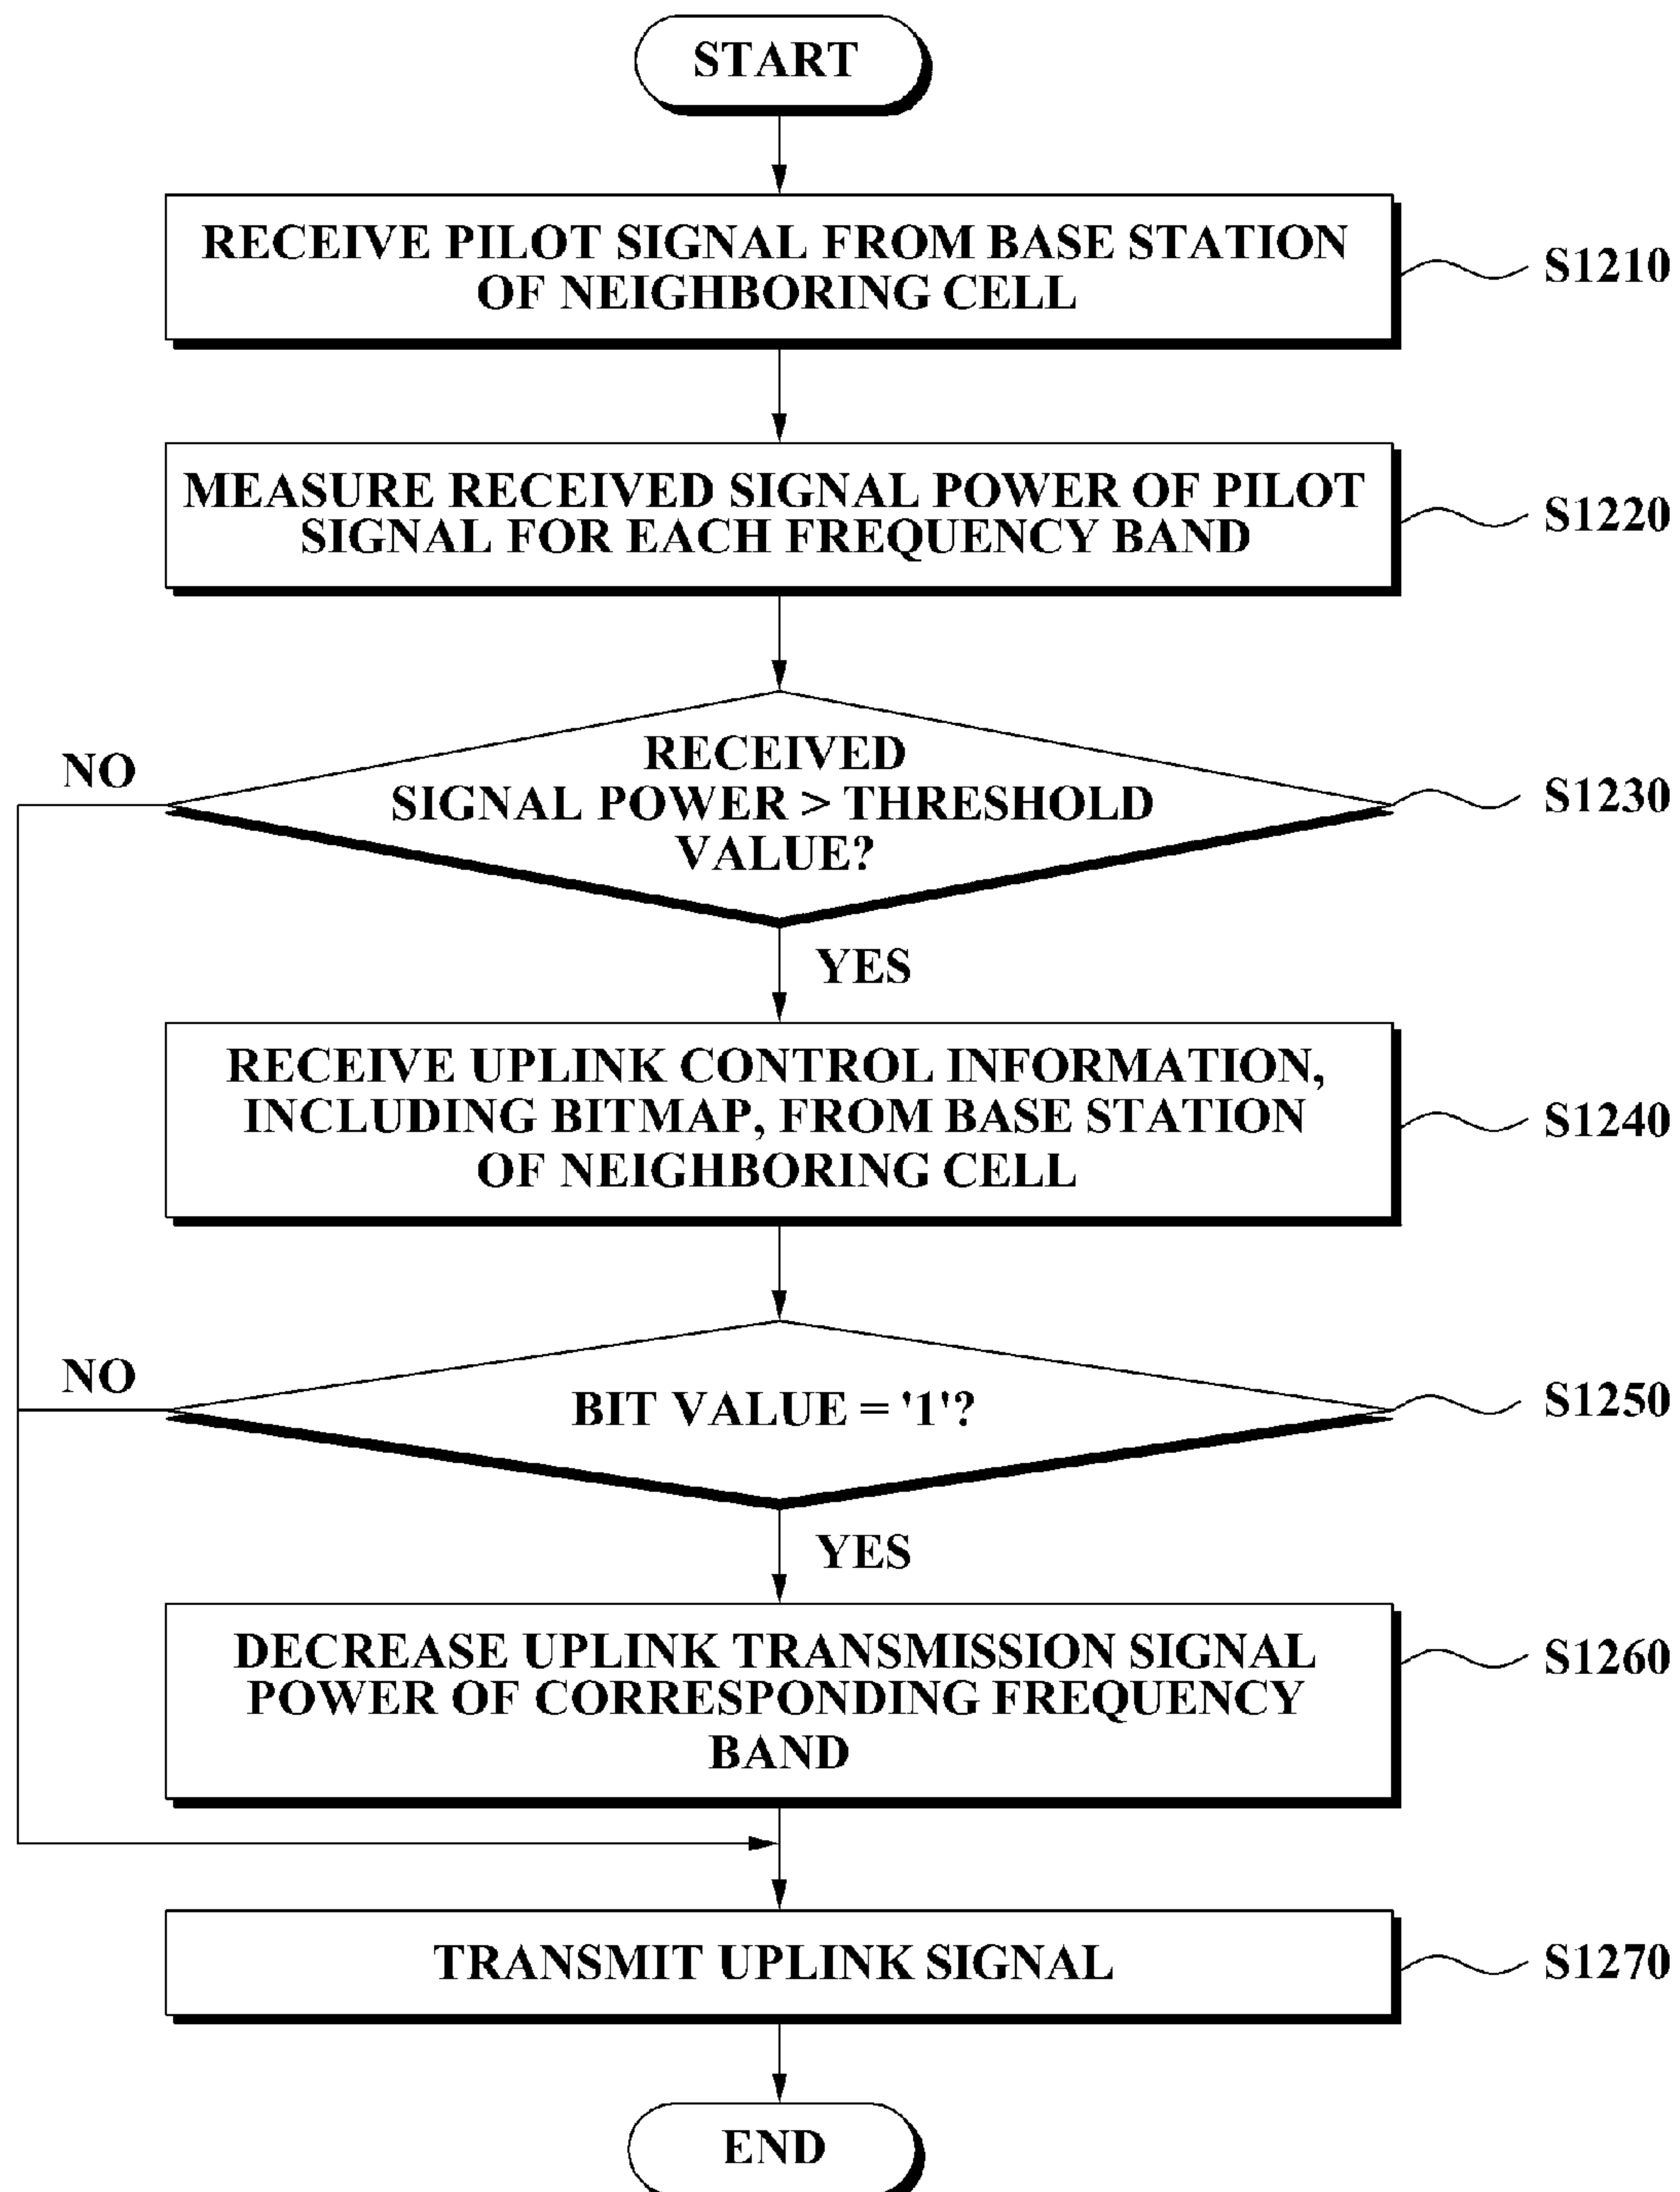 START
RECEIVE PILOT SIGNAL FROM BASE STATION
OF NEIGHBORING CELL
S1210
MEASURE RECEIVED SIGNAL POWER OF PILOT
SIGNAL FOR EACH FREQUENCY BAND
S1220
NO
RECEIVED
SIGNAL POWER > THRESHOLD
VALUE?
S1230
YES
RECEIVE UPLINK CONTROL INFORMATION,
INCLUDING BITMAP, FROM BASE STATION
OF NEIGHBORING CELL
S1240
NO
BIT VALUE = '1'?
S1250
YES
DECREASE UPLINK TRANSMISSION SIGNAL
POWER OF CORRESPONDING FREQUENCY
BAND
S1260
TRANSMIT UPLINK SIGNAL
S1270
END